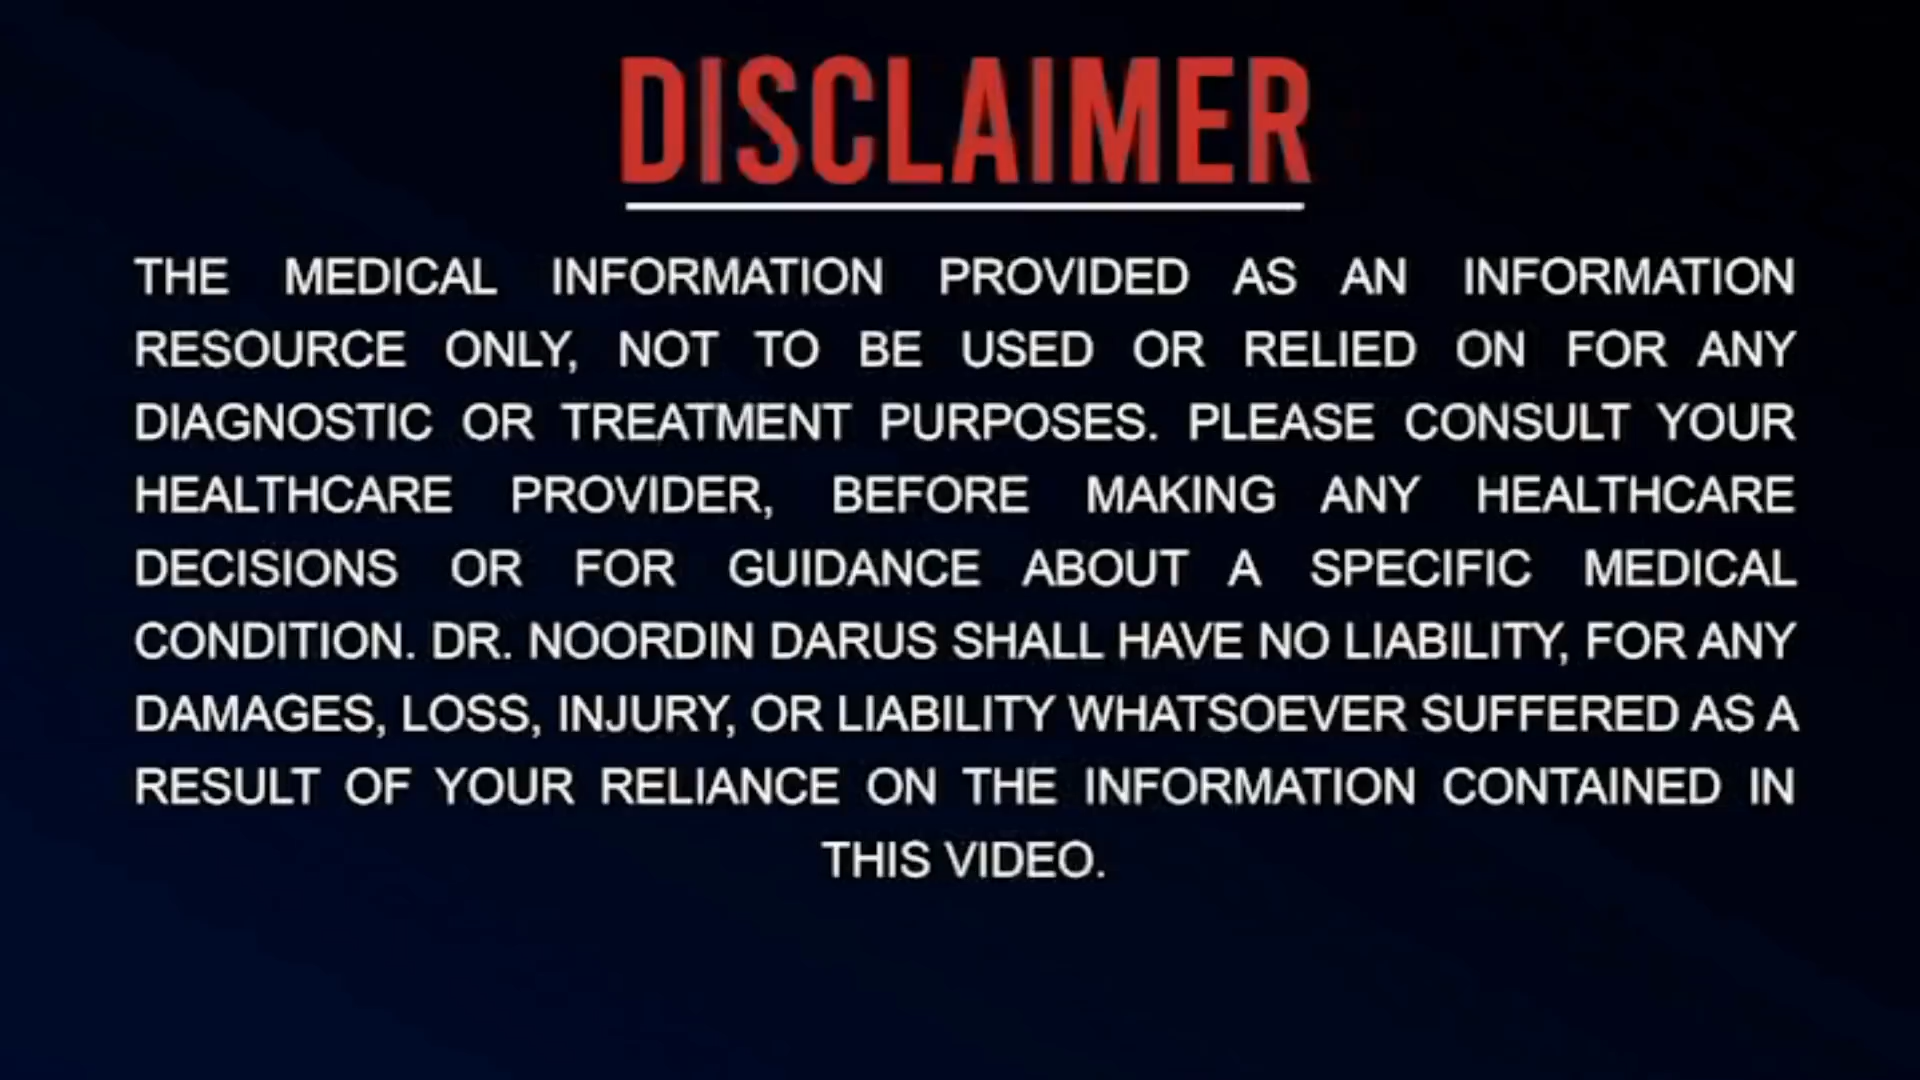 DISCLAIMER
THE MEDICAL INFORMATION PROVIDED AS AN INFORMATION
RESOURCE ONLY, NOT TO BE USED OR RELIED ON FOR ANY
DIAGNOSTIC OR TREATMENT PURPOSES. PLEASE CONSULT YOUR
HEALTHCARE PROVIDER, BEFORE MAKING ANY HEALTHCARE
DECISIONS OR FOR GUIDANCE ABOUT A SPECIFIC MEDICAL
CONDITION. DR. NOORDIN DARUS SHALL HAVE NO LIABILITY, FOR ANY
DAMAGES, LOSS, INJURY, OR LIABILITY WHATSOEVER SUFFERED AS A
RESULT OF YOUR RELIANCE ON THE INFORMATION CONTAINED IN
THIS VIDEO.